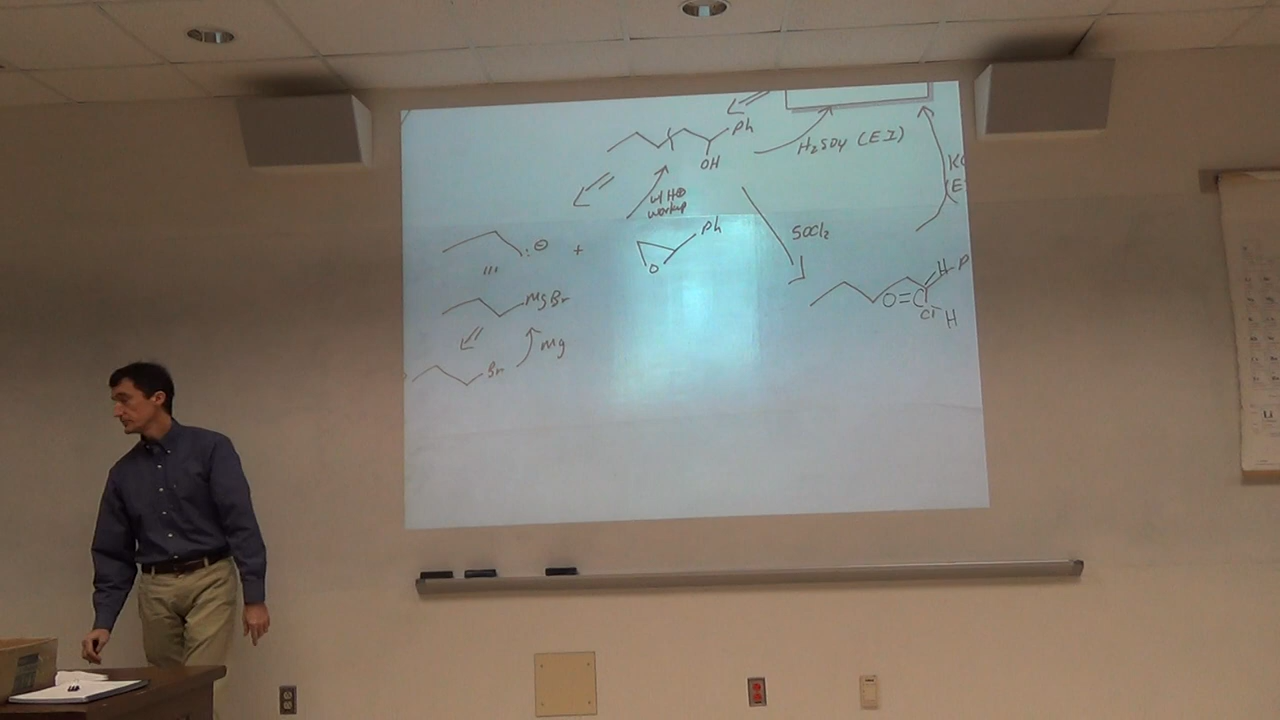 Ph
OH
H2SO4 (E1)
K
(E
w/ H⊕
workup
SOCl2
:⊖
+
Ph
O
MgBr
Mg
Br
H P
O=C
Cl H